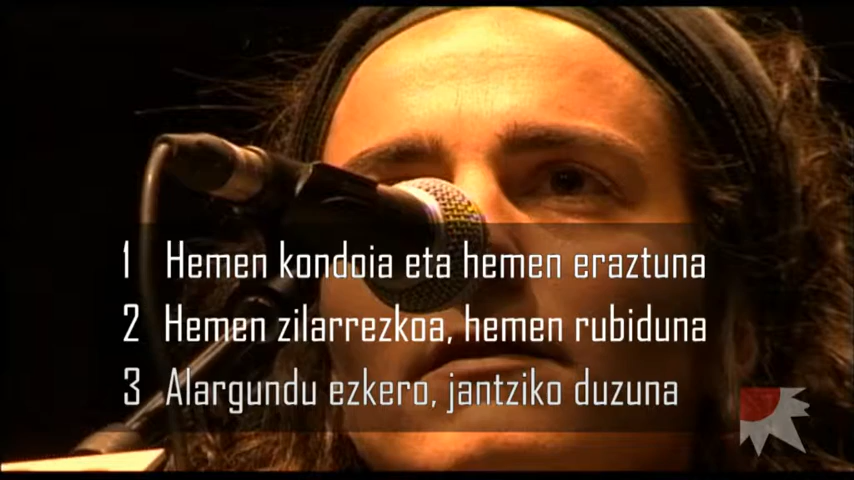 1 Hemen kondoia eta hemen eraztuna
2 Hemen zilarrezkoa, hemen rubiduna
3 Alargundu ezkero, jantziko duzuna